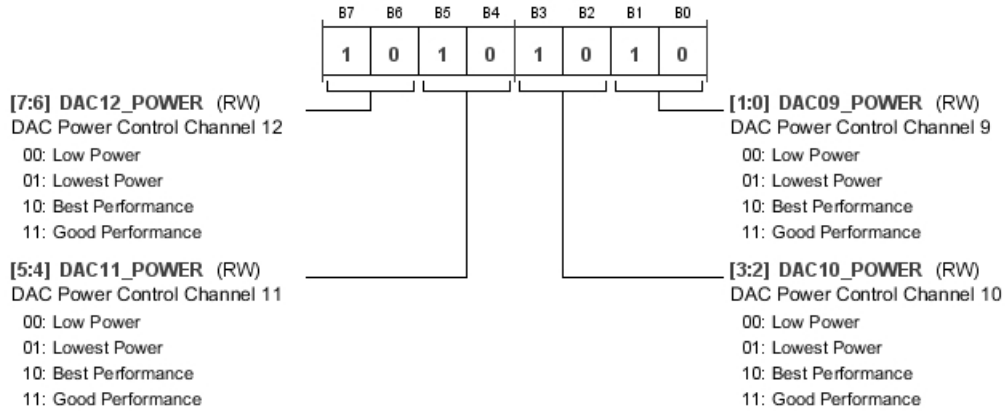 B7 B6 B5 B4 B3 B2 B1 B0
1 0 1 0 1 0 1 0
[7:6] DAC12_POWER (RW)
DAC Power Control Channel 12
00: Low Power
01: Lowest Power
10: Best Performance
11: Good Performance
[5:4] DAC11_POWER (RW)
DAC Power Control Channel 11
00: Low Power
01: Lowest Power
10: Best Performance
11: Good Performance
[1:0] DAC09_POWER (RW)
DAC Power Control Channel 9
00: Low Power
01: Lowest Power
10: Best Performance
11: Good Performance
[3:2] DAC10_POWER (RW)
DAC Power Control Channel 10
00: Low Power
01: Lowest Power
10: Best Performance
11: Good Performance